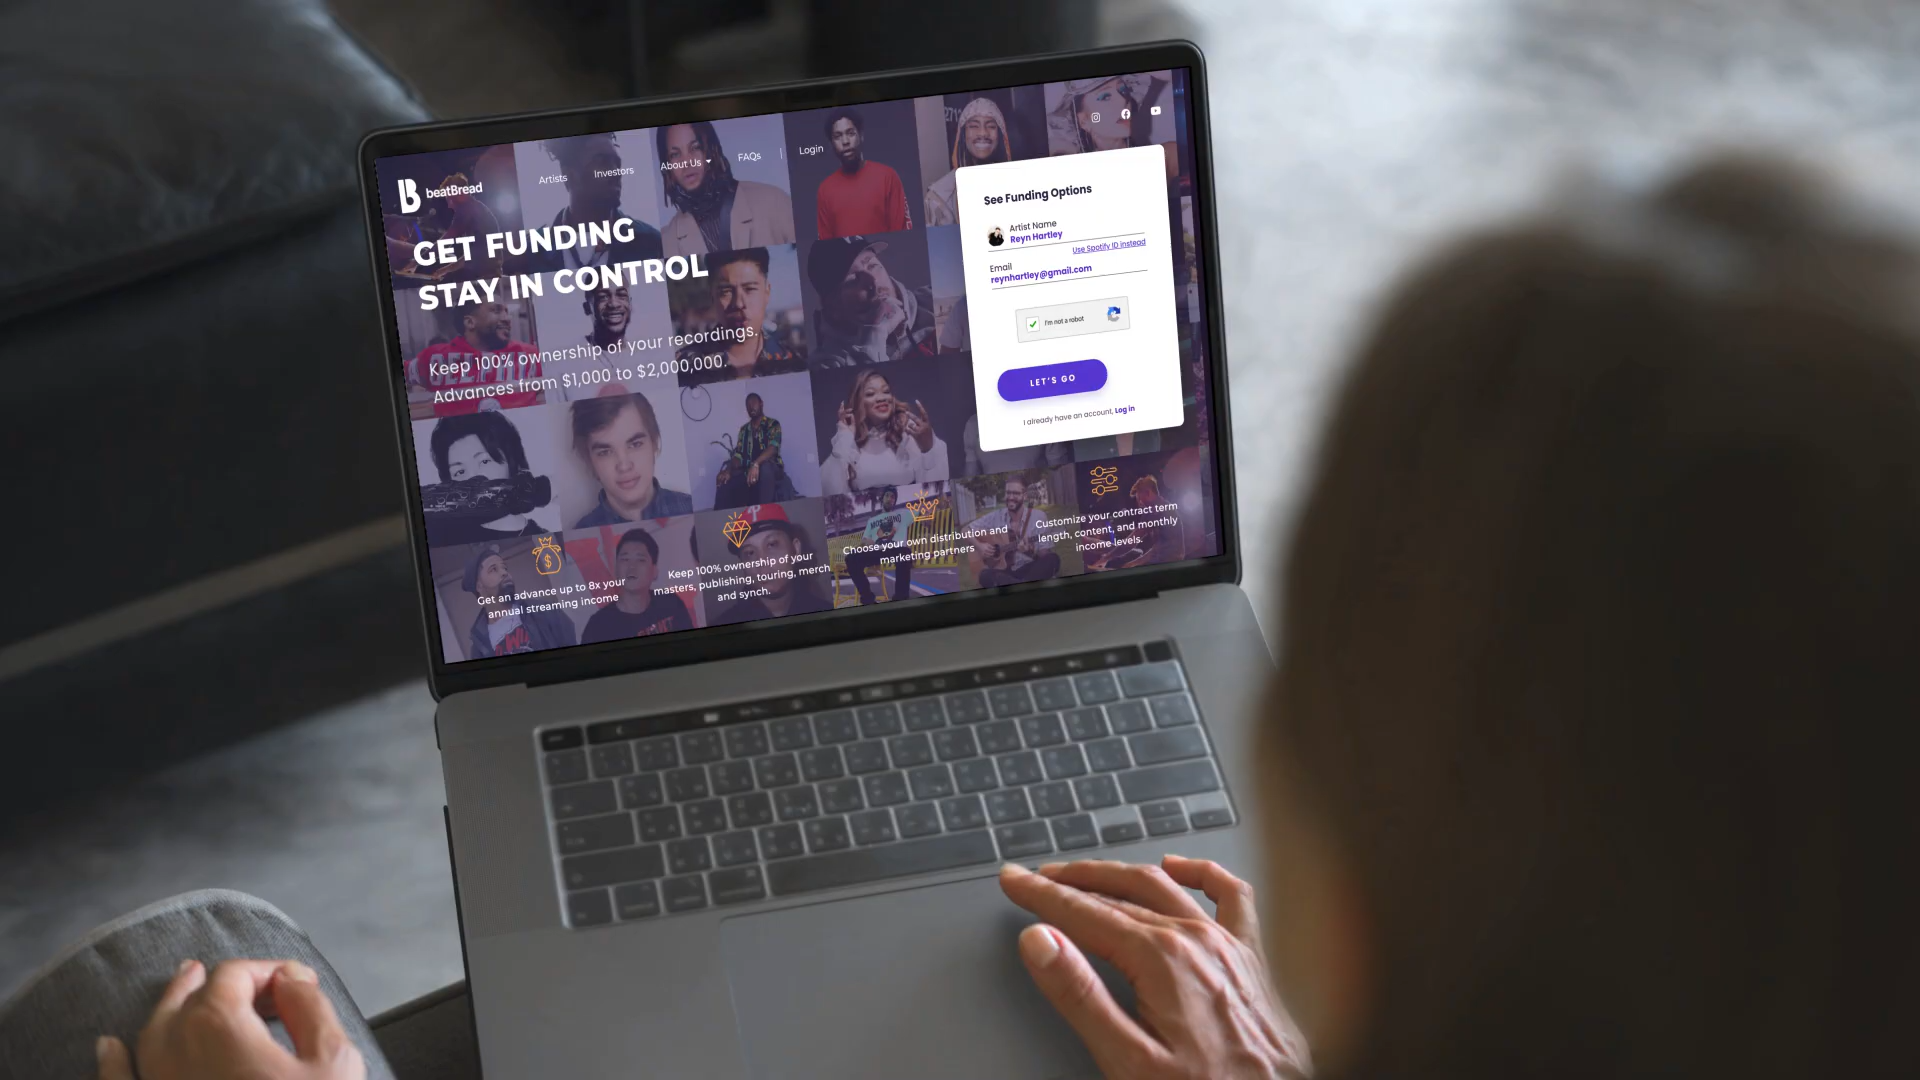 beatBread
Artists
Investors
About Us
FAQs
|
Login
GET FUNDING
STAY IN CONTROL
Keep 100% ownership of your recordings.
Advances from $1,000 to $2,000,000.
See Funding Options
Artist Name
Reyn Hartley
Use Spotify ID instead
Email
reynhartley@gmail.com
I'm not a robot
LET'S GO
I already have an account, Log in
Get an advance up to 8x your
annual streaming income
Keep 100% ownership of your
masters, publishing, touring, merch
and synch.
Choose your own distribution and
marketing partners
Customize your contract term
length, content, and monthly
income levels.